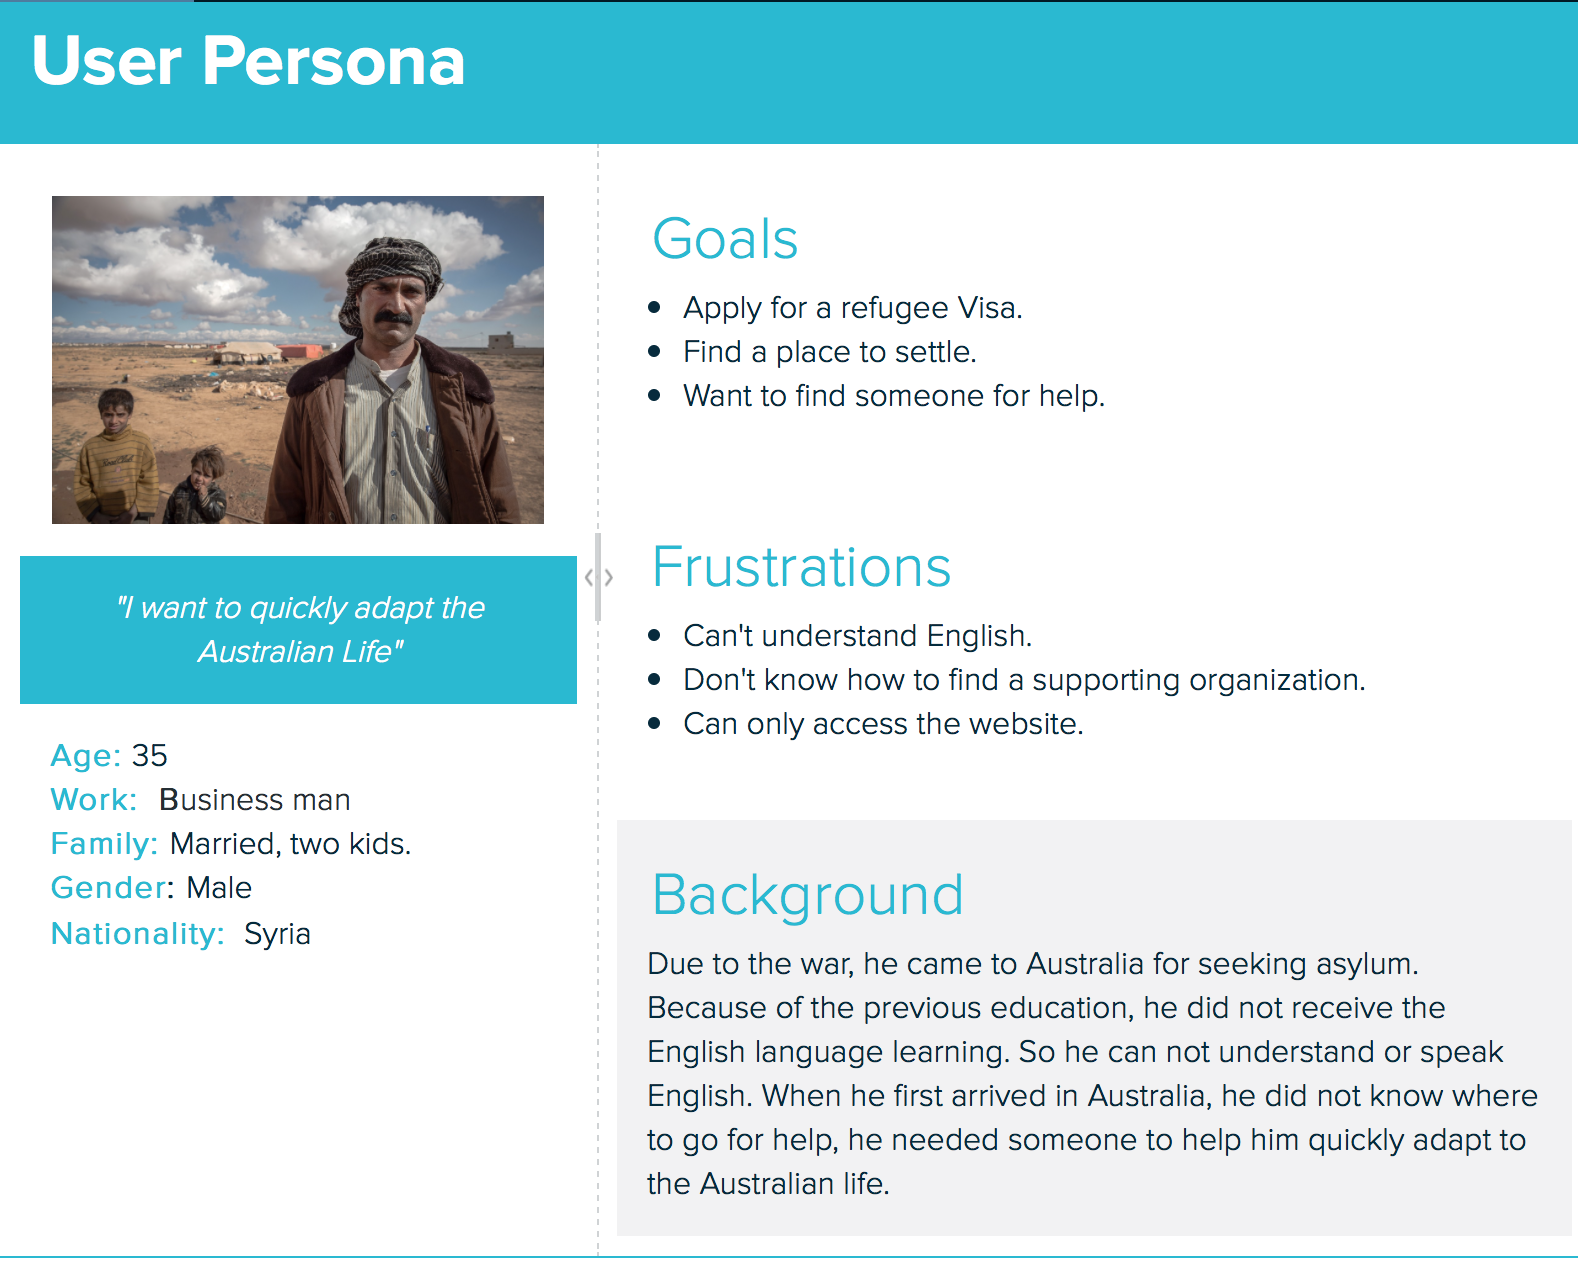 User Persona
"I want to quickly adapt the
Australian Life"
Age: 35
Work: Business man
Family: Married, two kids.
Gender: Male
Nationality: Syria
Goals
• Apply for a refugee Visa.
• Find a place to settle.
• Want to find someone for help.
Frustrations
• Can't understand English.
• Don't know how to find a supporting organization.
• Can only access the website.
Background
Due to the war, he came to Australia for seeking asylum.
Because of the previous education, he did not receive the
English language learning. So he can not understand or speak
English. When he first arrived in Australia, he did not know where
to go for help, he needed someone to help him quickly adapt to
the Australian life.